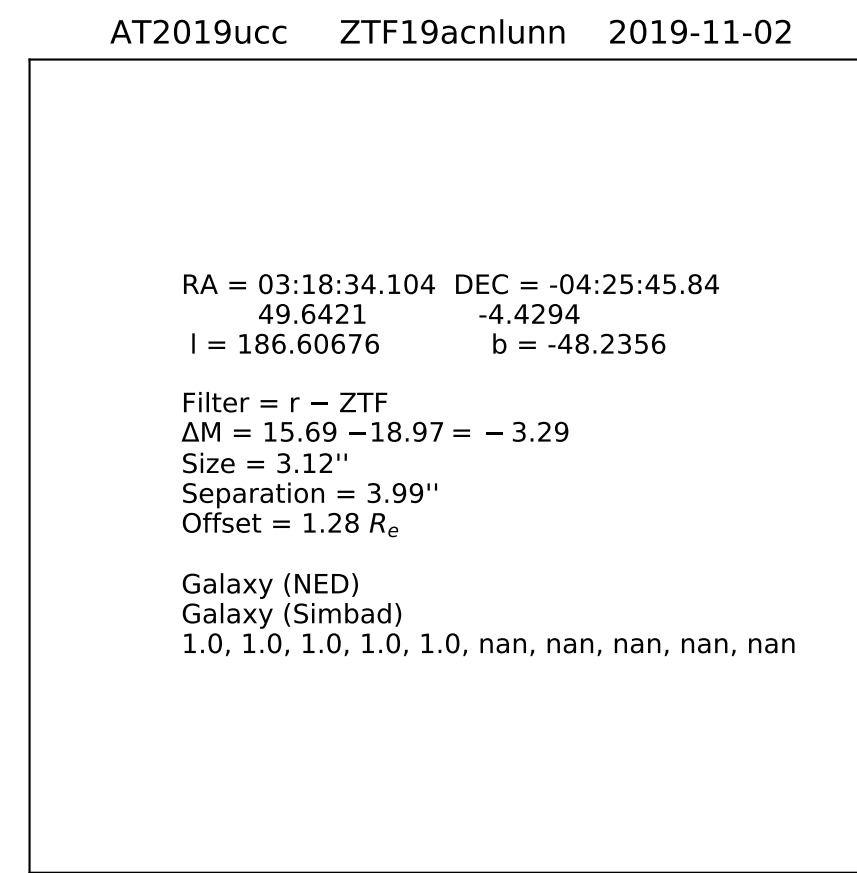 AT2019ucc ZTF19acnlunn 2019-11-02
RA = 03:18:34.104 DEC = -04:25:45.84
49.6421 -4.4294
l = 186.60676 b = -48.2356
Filter = r − ZTF
ΔM = 15.69 −18.97 = − 3.29
Size = 3.12''
Separation = 3.99''
Offset = 1.28 Re
Galaxy (NED)
Galaxy (Simbad)
1.0, 1.0, 1.0, 1.0, 1.0, nan, nan, nan, nan, nan